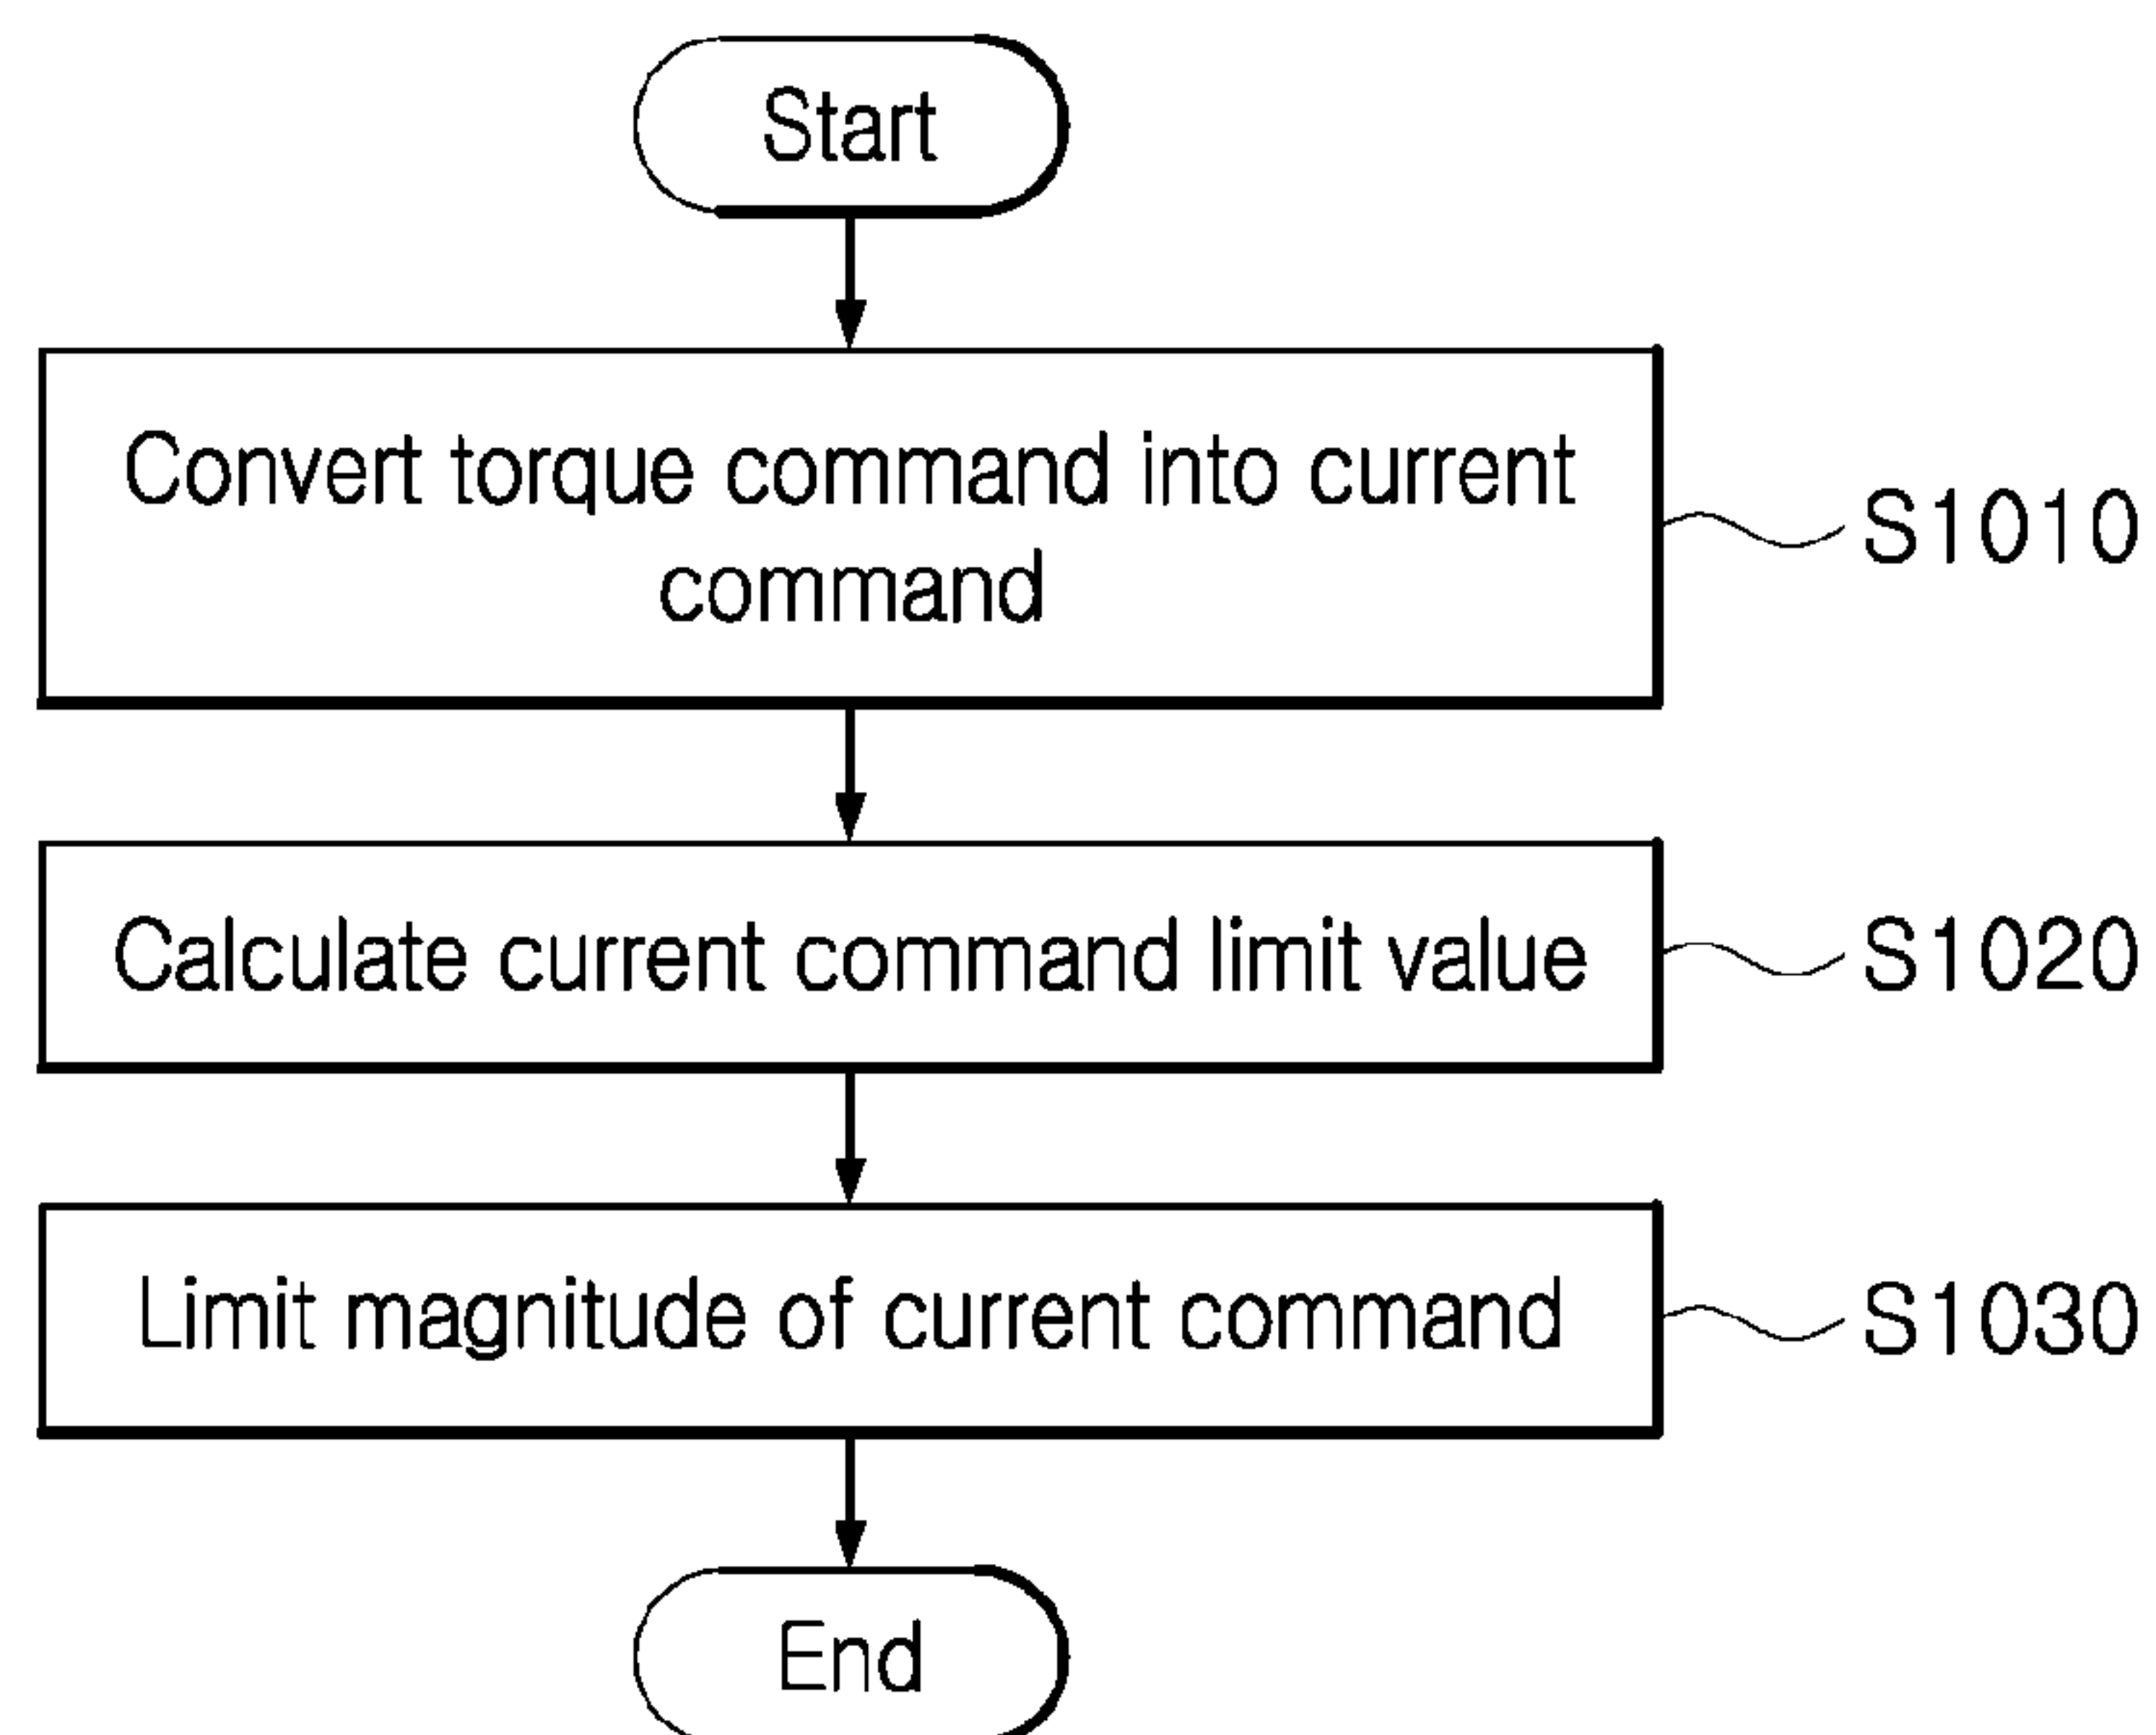 Start
Convert torque command into current
command
S1010
Calculate current command limit value
S1020
Limit magnitude of current command
S1030
End